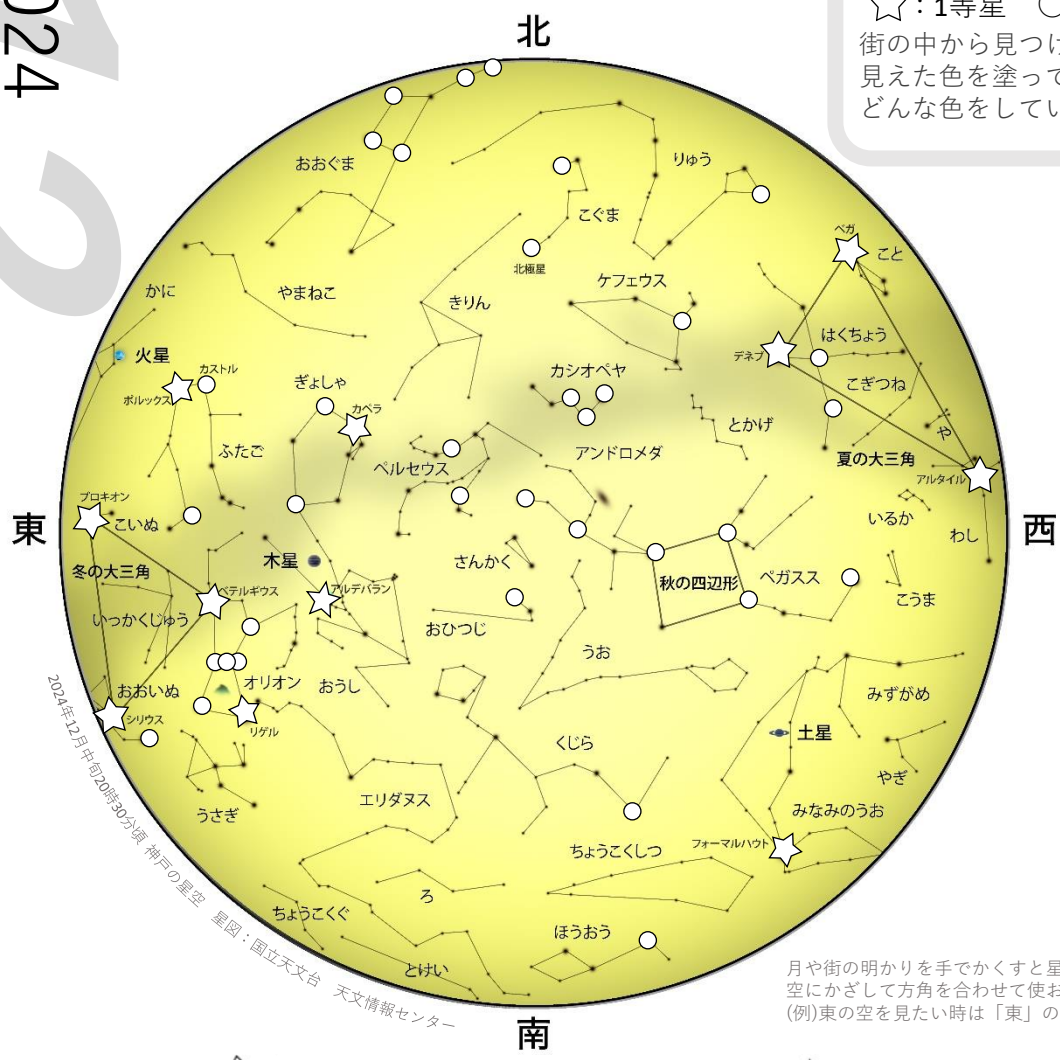 2024
12
北
☆:1等星 ○
街の中から見つけ
見えた色を塗って
どんな色をしてい
おおぐま
りゅう
こぐま
北極星
ベガ
こと
ケフェウス
かに
やまねこ
きりん
はくちょう
デネブ
火星
カストル
ポルックス
ぎょしゃ
カペラ
カシオペヤ
こぎつね
とかげ
や
ふたご
ペルセウス
アンドロメダ
夏の大三角
アルタイル
プロキオン
こいぬ
いるか
わし
東
西
木星
さんかく
冬の大三角
ベテルギウス
アルデバラン
秋の四辺形
ペガスス
こうま
いっかくじゅう
おひつじ
うお
おおいぬ
オリオン
おうし
みずがめ
シリウス
リゲル
くじら
土星
やぎ
エリダヌス
うさぎ
みなみのうお
フォーマルハウト
ちょうこくしつ
ろ
ちょうこくぐ
ほうおう
とけい
南
2024年12月中旬20時30分頃 神戸の星空 星図:国立天文台 天文情報センター
月や街の明かりを手でかくすと星
空にかざして方角を合わせて使お
(例)東の空を見たい時は「東」の